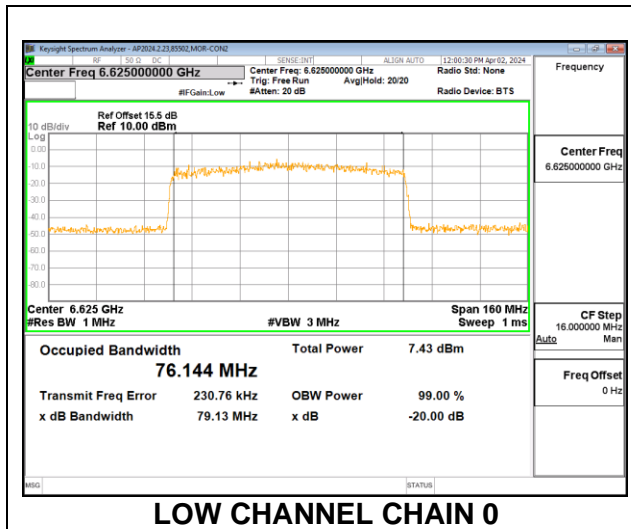 Keysight Spectrum Analyzer - AP2024.2.23,85502,MOR-CON2
RF 50 Ω DC SENSE:INT ALIGN AUTO 12:00:30 PM Apr 02, 2024
Center Freq 6.625000000 GHz
Center Freq: 6.625000000 GHz
Radio Std: None
Trig: Free Run Avg|Hold: 20/20
#IFGain:Low #Atten: 20 dB Radio Device: BTS
Frequency
Ref Offset 15.5 dB
10 dB/div Ref 10.00 dBm
Log
0.00
-10.0
-20.0
-30.0
-40.0
-50.0
-60.0
-70.0
-80.0
Center Freq
6.625000000 GHz
Center 6.625 GHz Span 160 MHz
#Res BW 1 MHz #VBW 3 MHz Sweep 1 ms
CF Step
16.000000 MHz
Auto Man
Occupied Bandwidth Total Power 7.43 dBm
76.144 MHz
Transmit Freq Error 230.76 kHz OBW Power 99.00 %
x dB Bandwidth 79.13 MHz x dB -20.00 dB
Freq Offset
0 Hz
MSG STATUS
LOW CHANNEL CHAIN 0